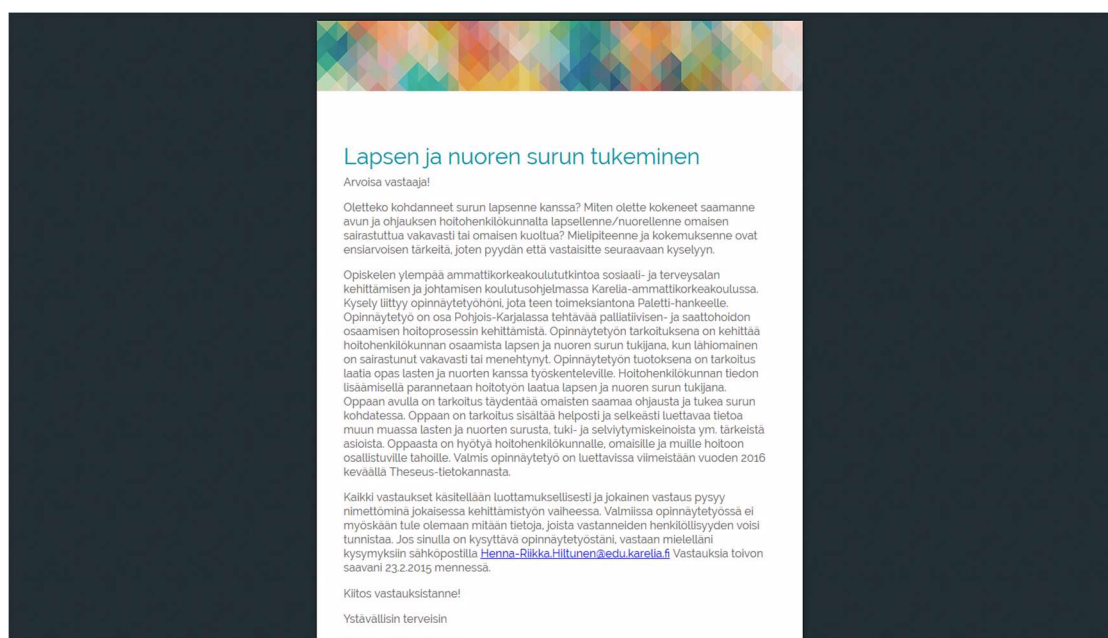 Lapsen ja nuoren surun tukeminen
Arvoisa vastaaja!
Oletteko kohdanneet surun lapsenne kanssa? Miten olette kokeneet saamanne
avun ja ohjauksen hoitohenkilökunnalta lapsellenne/nuorellenne omaisen
sairastuttua vakavasti tai omaisen kuoltua? Mielipiteenne ja kokemuksenne ovat
ensiarvoisen tärkeitä, joten pyydän että vastaisitte seuraavaan kyselyyn.
Opiskelen ylempää ammattikorkeakoulututkintoa sosiaali- ja terveysalan
kehittämisen ja johtamisen koulutusohjelmassa Karelia-ammattikorkeakoulussa.
Kysely liittyy opinnäytetyöhöni, jota teen toimeksiantona Paletti-hankeelle.
Opinnäytetyö on osa Pohjois-Karjalassa tehtävää palliatiivisen- ja saattohoidon
osaamisen hoitoprosessin kehittämistä. Opinnäytetyön tarkoituksena on kehittää
hoitohenkilökunnan osaamista lapsen ja nuoren surun tukijana, kun lähiomainen
on sairastunut vakavasti tai menehtynyt. Opinnäytetyön tuotoksena on tarkoitus
laatia opas lasten ja nuorten kanssa työskenteleville. Hoitohenkilökunnan tiedon
lisäämisellä parannetaan hoitotyön laatua lapsen ja nuoren surun tukijana.
Oppaan avulla on tarkoitus täydentää omaisten saamaa ohjausta ja tukea surun
kohdatessa. Oppaan on tarkoitus sisältää helposti ja selkeästi luettavaa tietoa
muun muassa lasten ja nuorten surusta, tuki- ja selviytymiskeinoista ym. tärkeistä
asioista. Oppaasta on hyötyä hoitohenkilökunnalle, omaisille ja muille hoitoon
osallistuville tahoille. Valmis opinnäytetyö on luettavissa viimeistään vuoden 2016
keväällä Theseus-tietokannasta.
Kaikki vastaukset käsitellään luottamuksellisesti ja jokainen vastaus pysyy
nimettöminä jokaisessa kehittämistyön vaiheessa. Valmiissa opinnäytetyössä ei
myöskään tule olemaan mitään tietoja, joista vastanneiden henkilöllisyyden voisi
tunnistaa. Jos sinulla on kysyttävä opinnäytetyöstäni, vastaan mielelläni
kysymyksiin sähköpostilla Henna-Riikka.Hiltunen@edu.karelia.fi Vastauksia toivon
saavani 23.2.2015 mennessä.
Kiitos vastauksistanne!
Ystävällisin terveisin